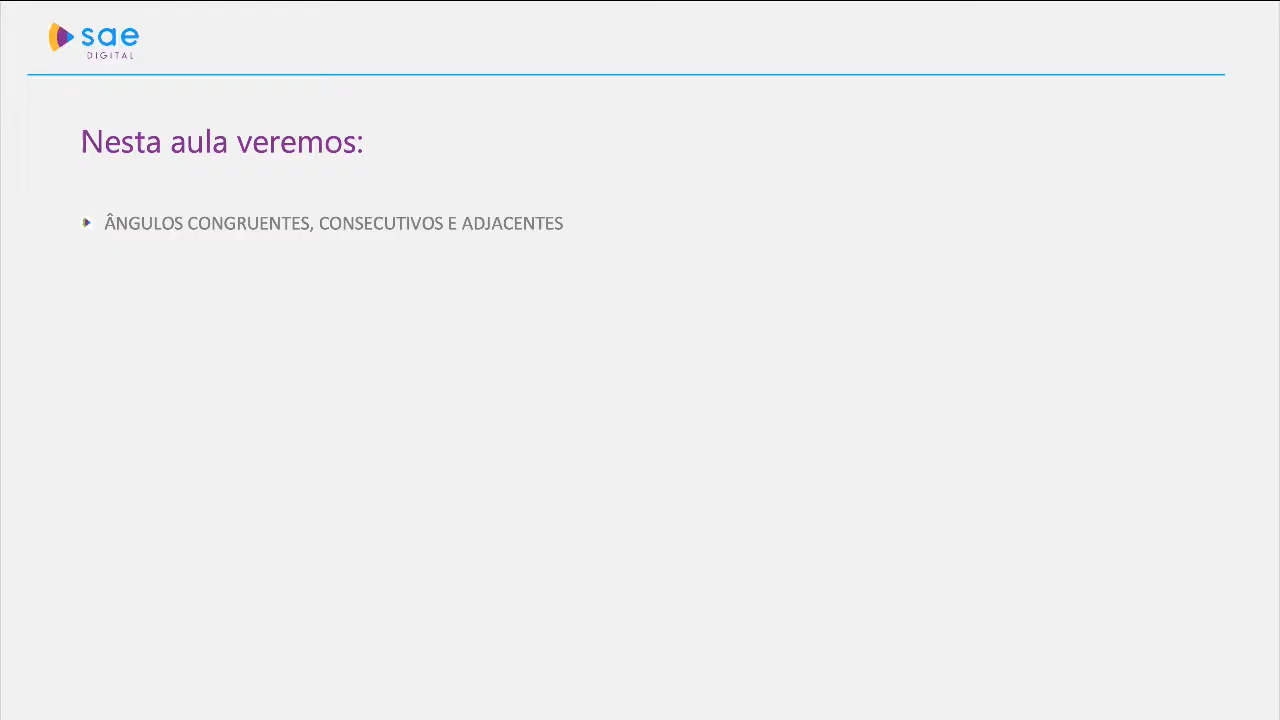 sae
DIGITAL
Nesta aula veremos:
ÂNGULOS CONGRUENTES, CONSECUTIVOS E ADJACENTES